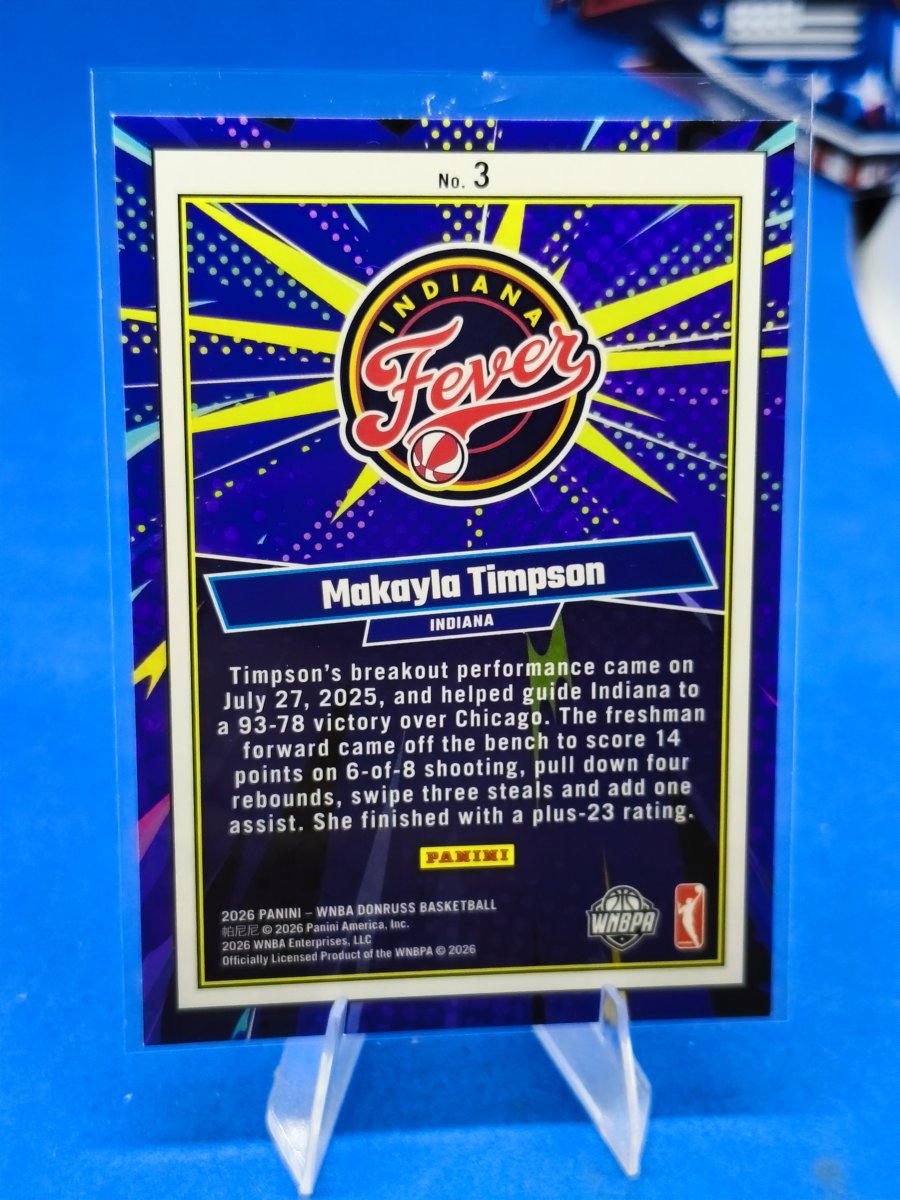 No. 3
INDIANA
Fever
Makayla Timpson
INDIANA
Timpson's breakout performance came on
July 27, 2025, and helped guide Indiana to
a 93-78 victory over Chicago. The freshman
forward came off the bench to score 14
points on 6-of-8 shooting, pull down four
rebounds, swipe three steals and add one
assist. She finished with a plus-23 rating.
PANINI
2026 PANINI – WNBA DONRUSS BASKETBALL
帕尼尼 © 2026 Panini America, Inc.
2026 WNBA Enterprises, LLC
Officially Licensed Product of the WNBPA © 2026
WNBPA